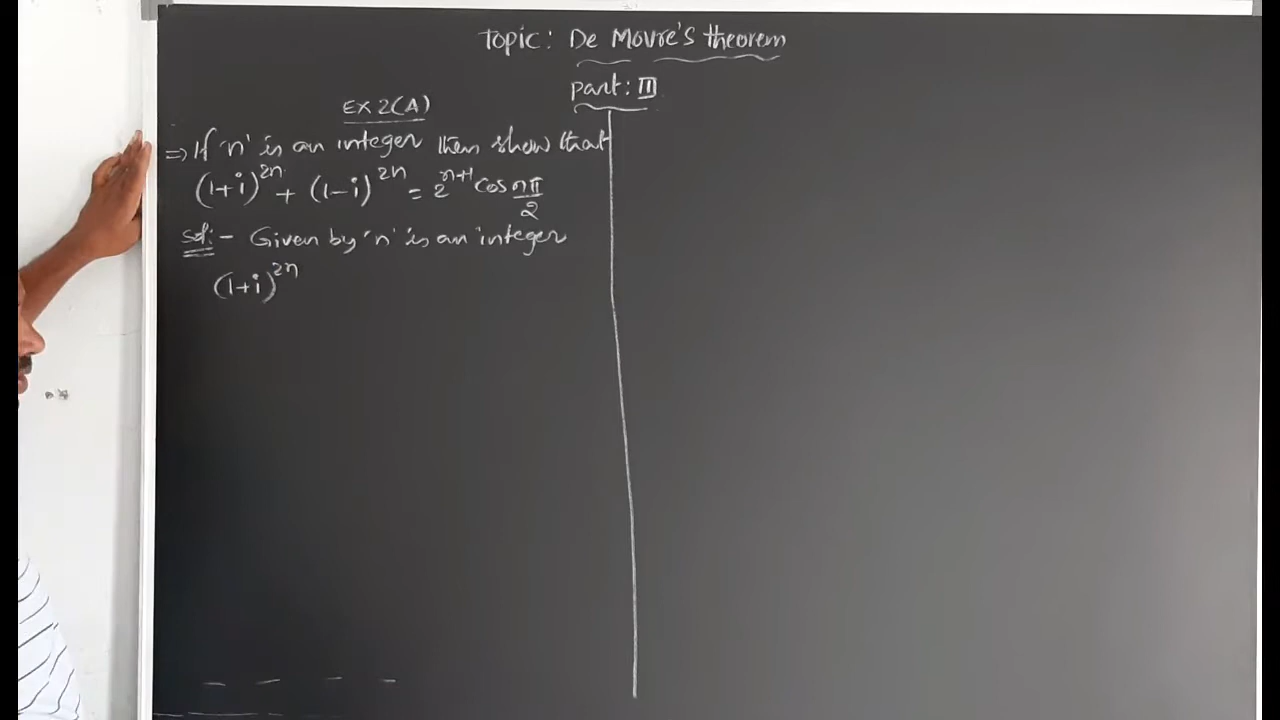 Topic: De Movre's theorem
part: III
EX 2(A)
⇒ If 'n' is an integer then show that
(1+i)^2n + (1-i)^2n = 2^n+1 cos nπ/2
Sol:- Given by 'n' is an integer
(1+i)^2n